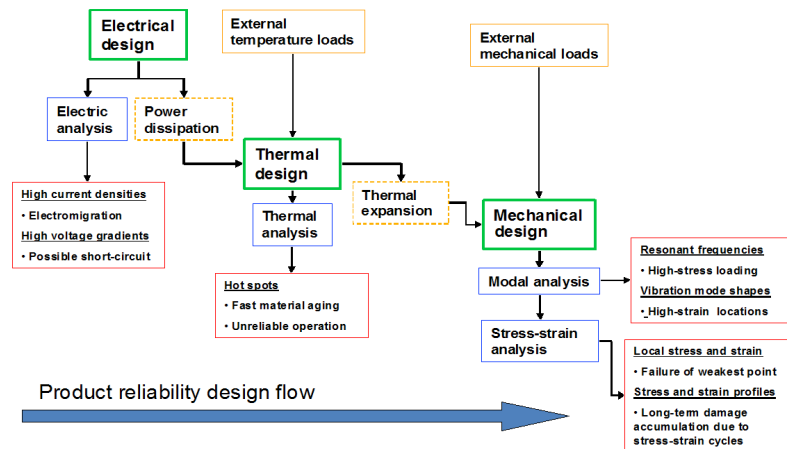 Electrical
design
External
temperature loads
External
mechanical loads
Electric
analysis
Power
dissipation
Thermal
design
High current densities
• Electromigration
High voltage gradients
• Possible short-circuit
Thermal
analysis
Thermal
expansion
Mechanical
design
Hot spots
• Fast material aging
• Unreliable operation
Modal analysis
Resonant frequencies
• High-stress loading
Vibration mode shapes
• High-strain locations
Stress-strain
analysis
Local stress and strain
• Failure of weakest point
Stress and strain profiles
• Long-term damage
accumulation due to
stress-strain cycles
Product reliability design flow